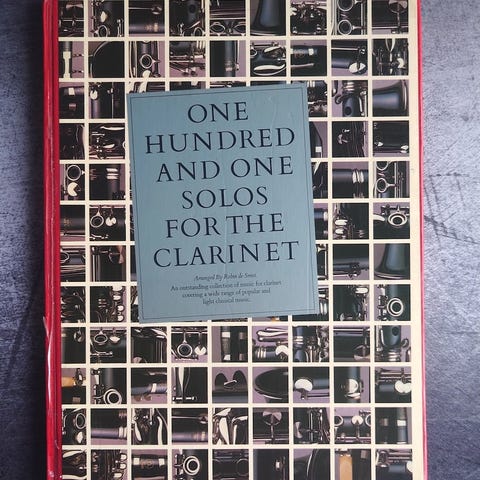 ONE
HUNDRED
AND ONE
SOLOS
FOR THE
CLARINET
Arranged By Robin de Smet.
An outstanding collection of music for clarinet
covering a wide range of popular and
light classical music.